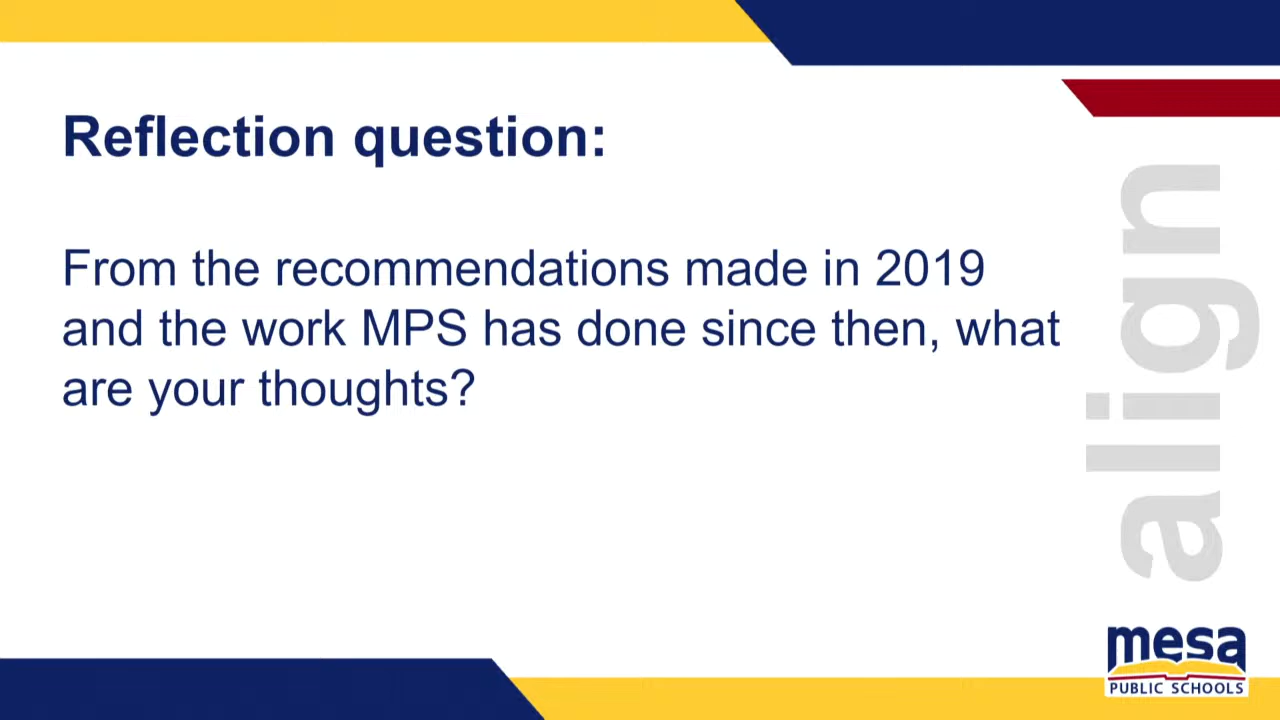 Reflection question:
From the recommendations made in 2019
and the work MPS has done since then, what
are your thoughts?
align
mesa
PUBLIC SCHOOLS